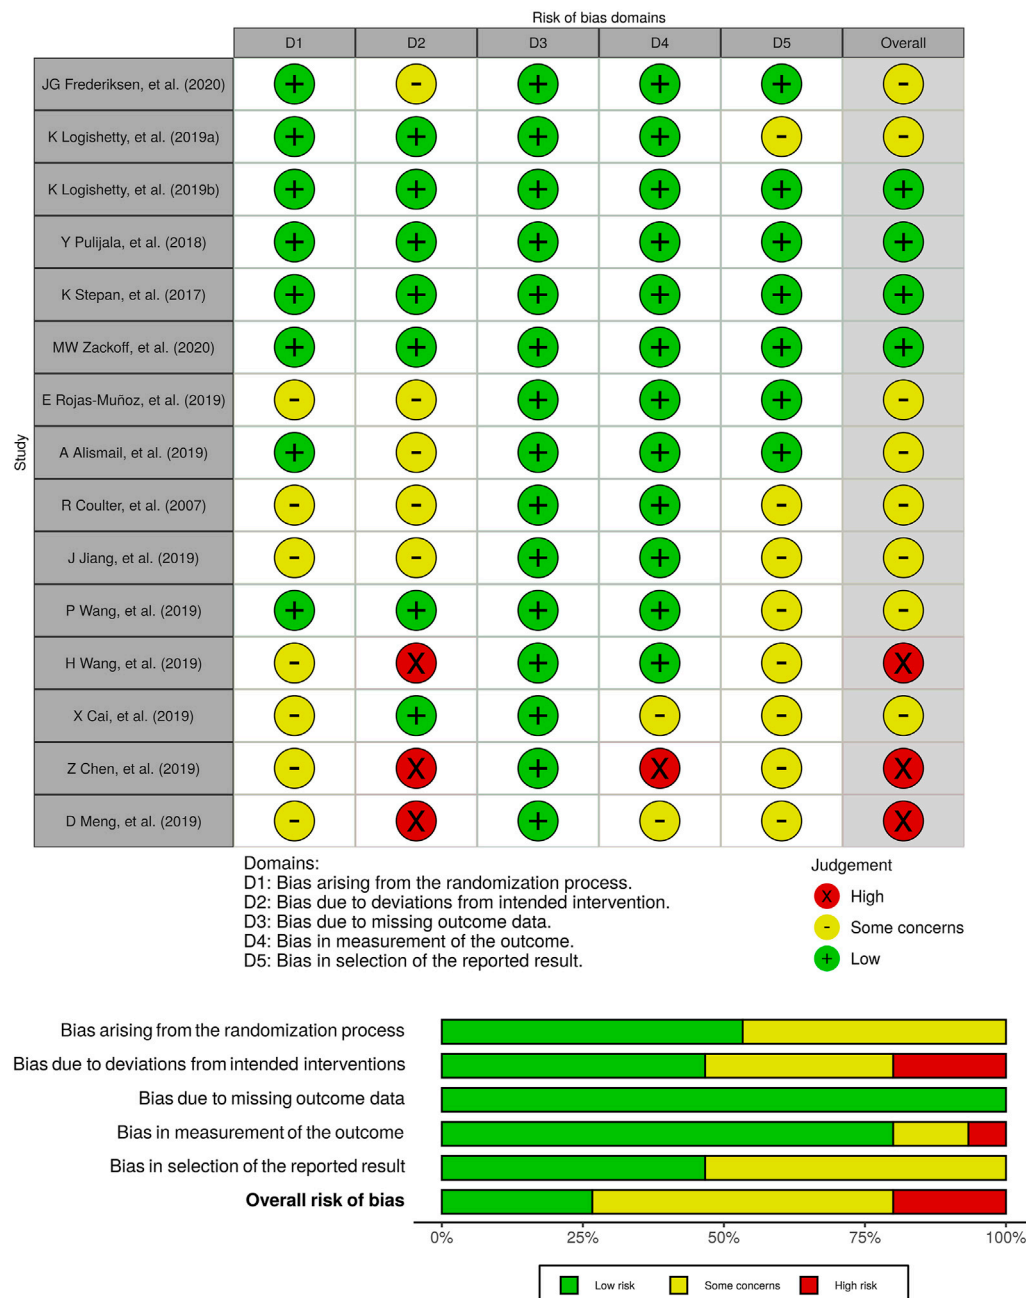 Risk of bias domains
D1 D2 D3 D4 D5 Overall
Study
JG Frederiksen, et al. (2020) + - + + + -
K Logishetty, et al. (2019a) + + + + - -
K Logishetty, et al. (2019b) + + + + + +
Y Pulijala, et al. (2018) + + + + + +
K Stepan, et al. (2017) + + + + + +
MW Zackoff, et al. (2020) + + + + + +
E Rojas-Muñoz, et al. (2019) - - + + + -
A Alismail, et al. (2019) + - + + + -
R Coulter, et al. (2007) - - + + - -
J Jiang, et al. (2019) - - + + - -
P Wang, et al. (2019) + + + + - -
H Wang, et al. (2019) - X + + - X
X Cai, et al. (2019) - + + - - -
Z Chen, et al. (2019) - X + X - X
D Meng, et al. (2019) - X + - - X
Domains:
D1: Bias arising from the randomization process.
D2: Bias due to deviations from intended intervention.
D3: Bias due to missing outcome data.
D4: Bias in measurement of the outcome.
D5: Bias in selection of the reported result.
Judgement
X High
- Some concerns
+ Low
Bias arising from the randomization process
Bias due to deviations from intended interventions
Bias due to missing outcome data
Bias in measurement of the outcome
Bias in selection of the reported result
Overall risk of bias
0% 25% 50% 75% 100%
Low risk Some concerns High risk